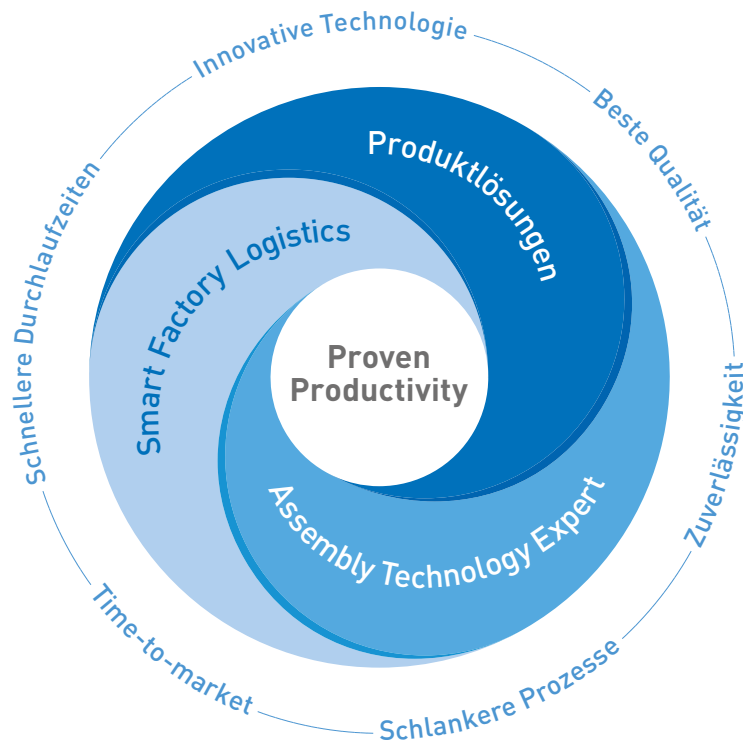 Innovative Technologie
Beste Qualität
Zuverlässigkeit
Schlankere Prozesse
Time-to-market
Schnellere Durchlaufzeiten
Produktlösungen
Smart Factory Logistics
Assembly Technology Expert
Proven
Productivity